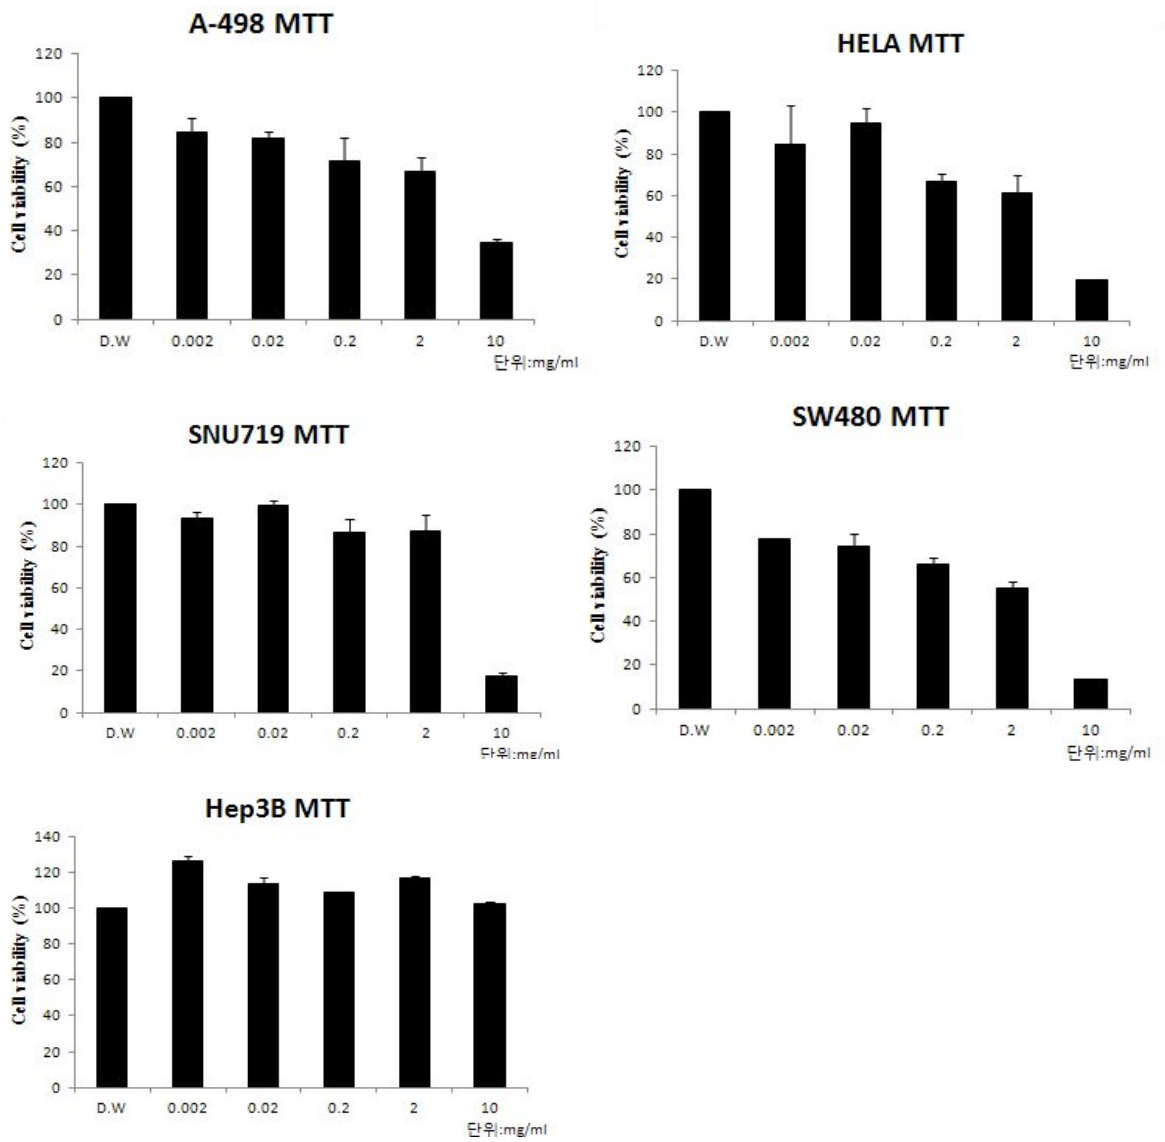 A-498 MTT
Cell viability (%)
120
100
80
60
40
20
0
D.W 0.002 0.02 0.2 2 10
단위:mg/ml
HELA MTT
Cell viability (%)
120
100
80
60
40
20
0
D.W 0.002 0.02 0.2 2 10
단위:mg/ml
SNU719 MTT
Cell viability (%)
120
100
80
60
40
20
0
D.W 0.002 0.02 0.2 2 10
단위:mg/ml
SW480 MTT
Cell viability (%)
120
100
80
60
40
20
0
D.W 0.002 0.02 0.2 2 10
단위:mg/ml
Hep3B MTT
Cell viability (%)
140
120
100
80
60
40
20
0
D.W 0.002 0.02 0.2 2 10
단위:mg/ml